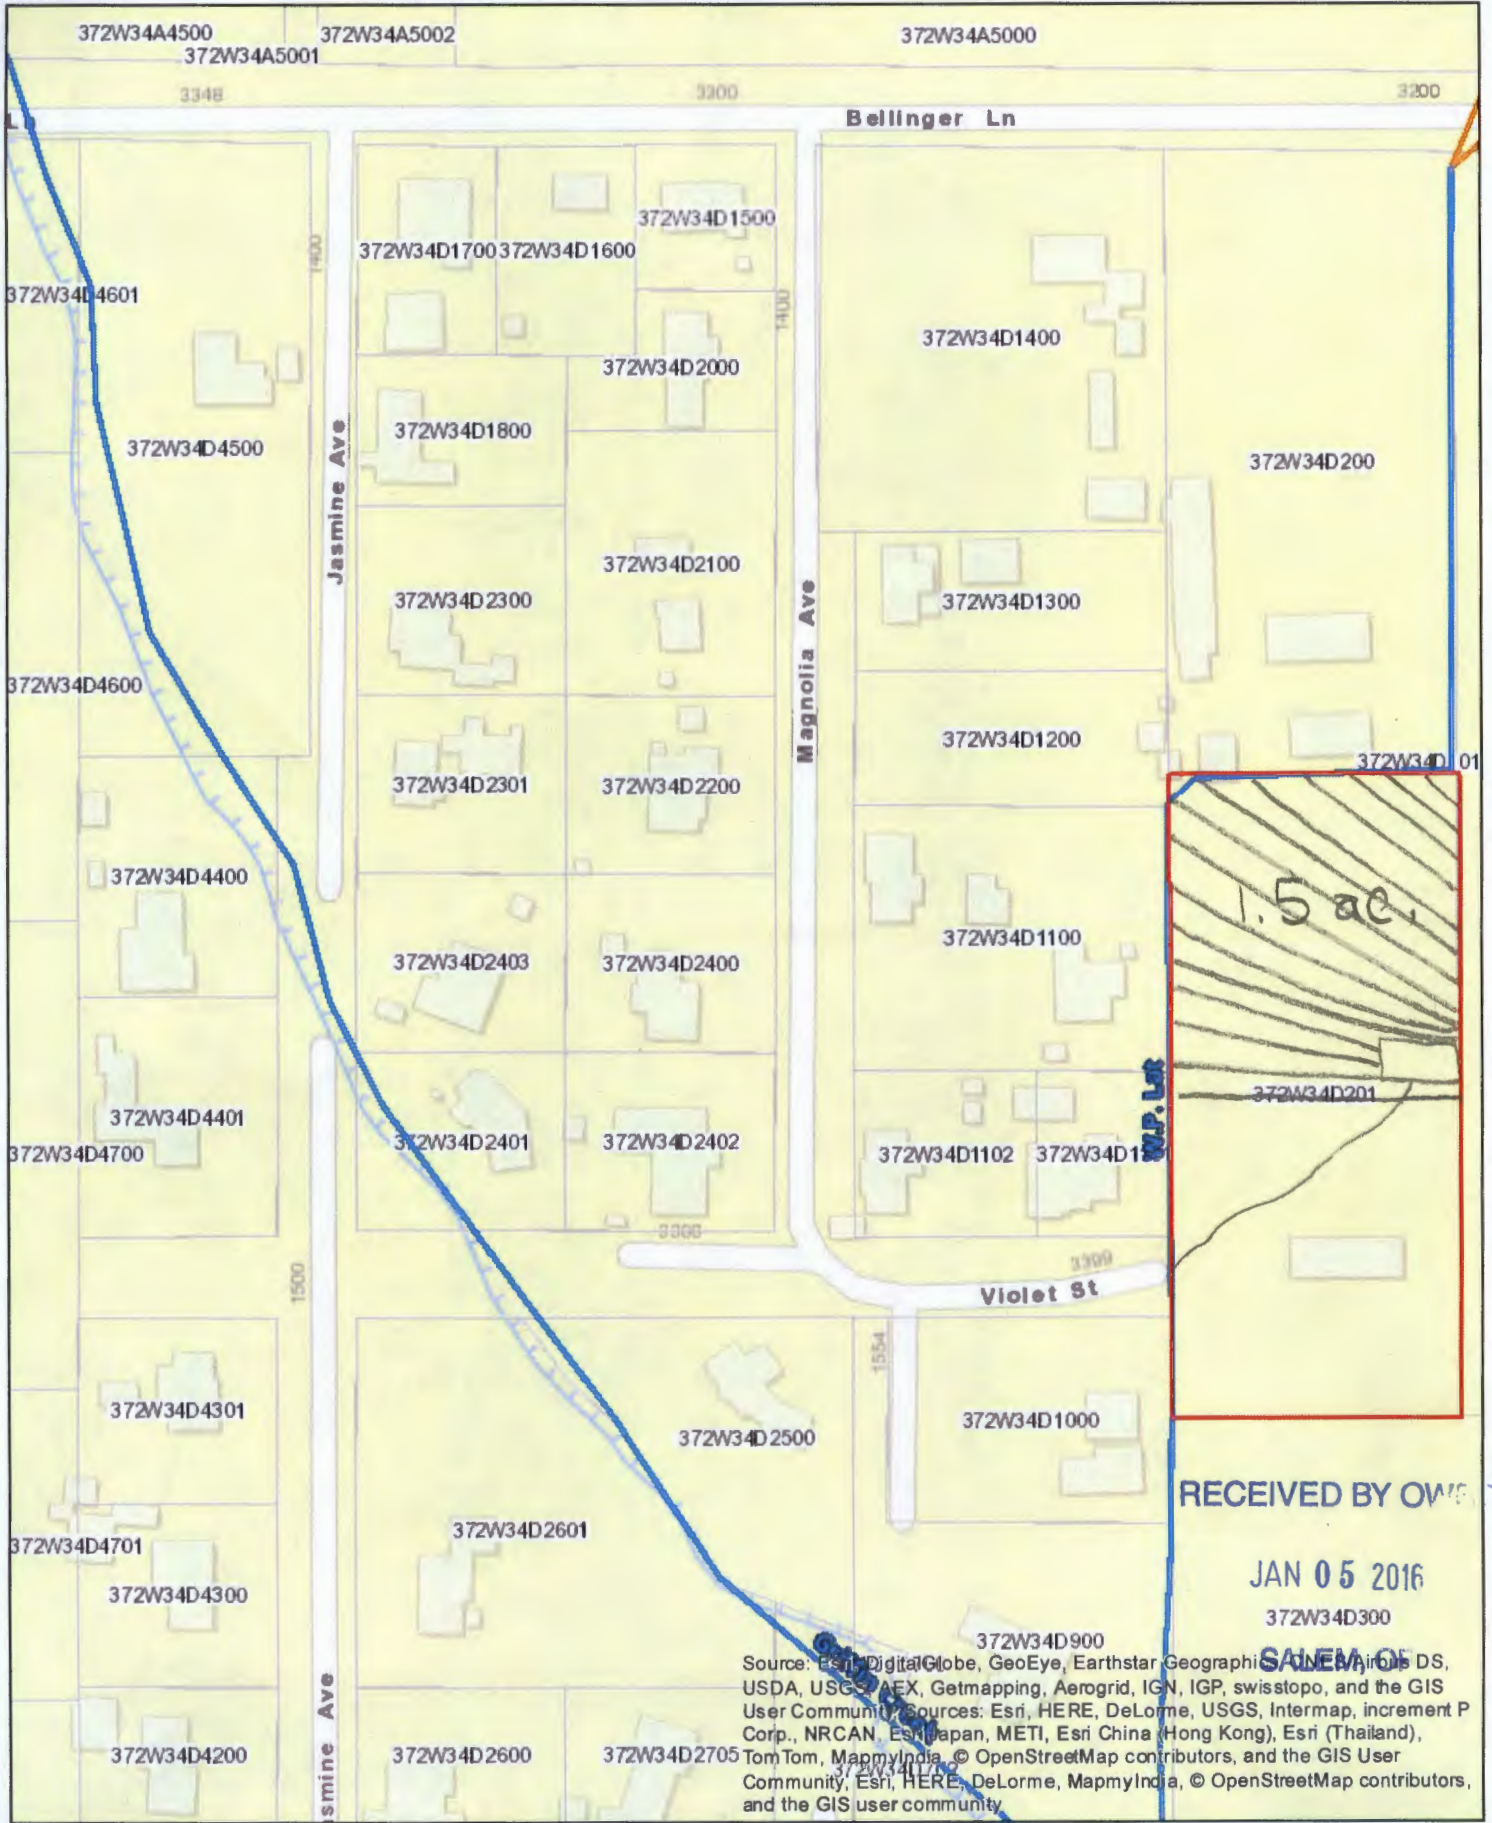 372W34A4500
372W34A5001
372W34A5002
372W34A5000
3348
3300
3200
Bellinger Ln
372W34D1700
372W34D1600
372W34D1500
1400
1400
372W34D4601
372W34D1400
372W34D2000
372W34D1800
372W34D4500
Jasmine Ave
372W34D200
372W34D2100
372W34D2300
372W34D1300
Magnolia Ave
372W34D4600
372W34D1200
372W34D2301
372W34D2200
1.5 ac.
372W34D4400
372W34D1100
372W34D2403
372W34D2400
W.P. Lat
372W34D201
372W34D4401
372W34D2401
372W34D2402
372W34D4700
372W34D1102
3399
Violet St
1500
1554
372W34D4301
372W34D2500
372W34D1000
RECEIVED BY
372W34D2601
372W34D4701
372W34D4300
JAN 05 2016
372W34D300
372W34D900
SALEM,
372W34D4200
372W34D2600
372W34D2705
Source: Esri, DigitalGlobe, GeoEye, Earthstar Geographics, CNES/Airbus DS,
USDA, USGS, AEX, Getmapping, Aerogrid, IGN, IGP, swisstopo, and the GIS
User Community Sources: Esri, HERE, DeLorme, USGS, Intermap, increment P
Corp., NRCAN, Esri Japan, METI, Esri China (Hong Kong), Esri (Thailand),
TomTom, MapmyIndia, © OpenStreetMap contributors, and the GIS User
Community, Esri, HERE, DeLorme, MapmyIndia, © OpenStreetMap contributors,
and the GIS user community